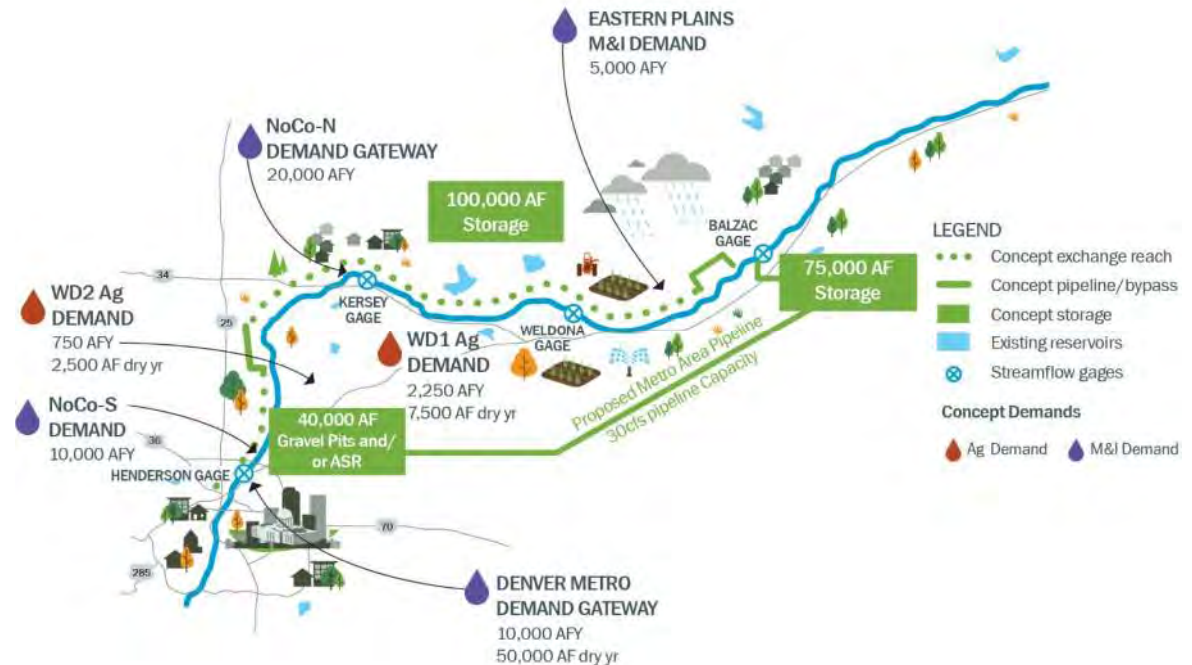 EASTERN PLAINS
M&I DEMAND
5,000 AFY
NoCo-N
DEMAND GATEWAY
20,000 AFY
100,000 AF
Storage
BALZAC
GAGE
75,000 AF
Storage
LEGEND
Concept exchange reach
Concept pipeline/bypass
Concept storage
Existing reservoirs
Streamflow gages
Concept Demands
Ag Demand
M&I Demand
34
KERSEY
GAGE
WELDONA
GAGE
WD2 Ag
DEMAND
750 AFY
2,500 AF dry yr
25
WD1 Ag
DEMAND
2,250 AFY
7,500 AF dry yr
Proposed Metro Area Pipeline
30cfs pipeline Capacity
NoCo-S
DEMAND
10,000 AFY
40,000 AF
Gravel Pits and/
or ASR
36
HENDERSON GAGE
70
285
DENVER METRO
DEMAND GATEWAY
10,000 AFY
50,000 AF dry yr